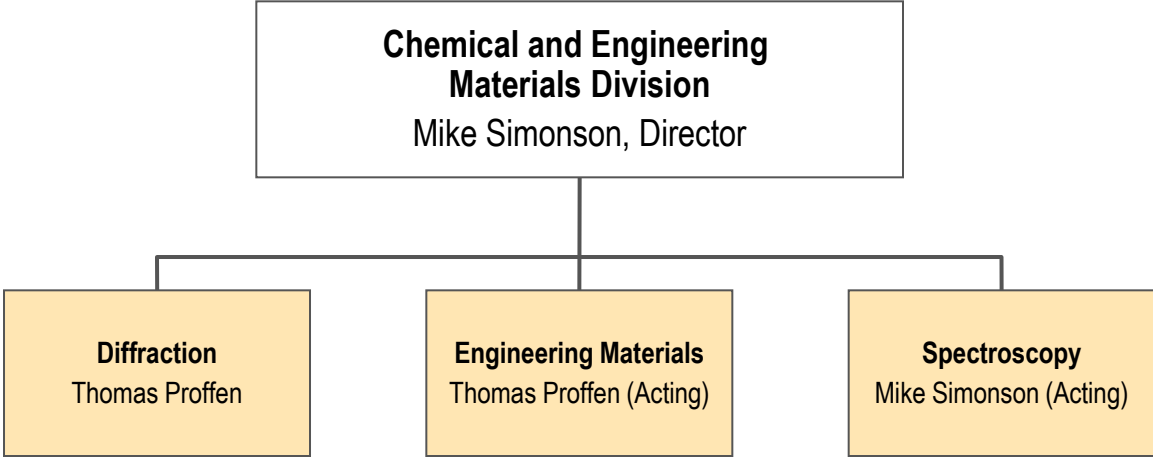 Chemical and Engineering
Materials Division
Mike Simonson, Director
Diffraction
Thomas Proffen
Engineering Materials
Thomas Proffen (Acting)
Spectroscopy
Mike Simonson (Acting)